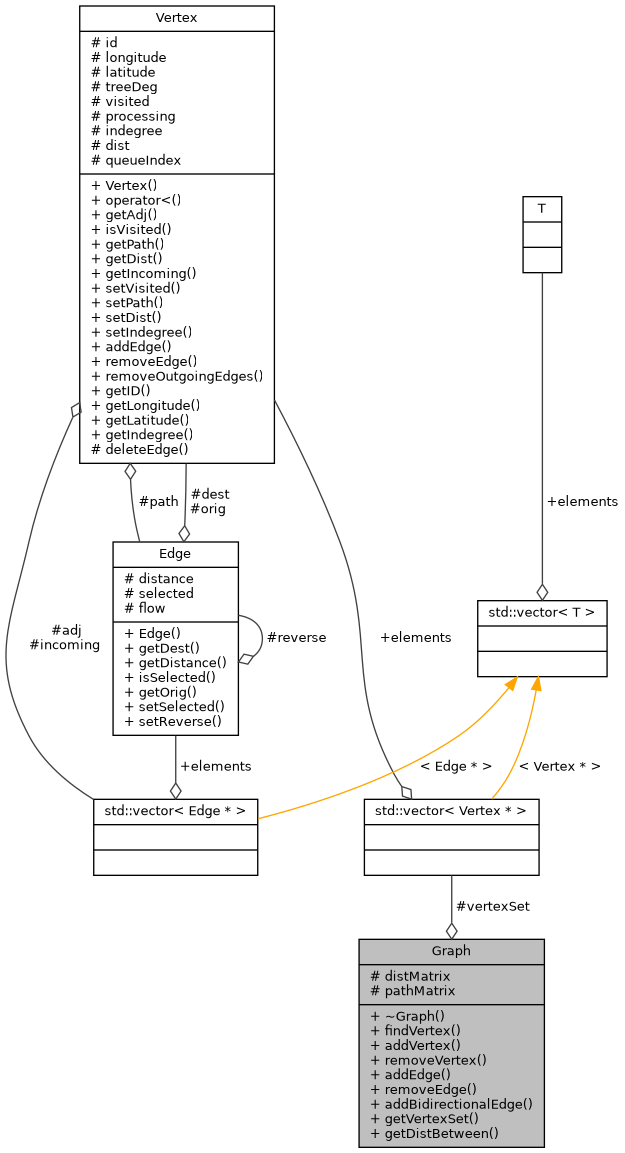 Vertex
# id
# longitude
# latitude
# treeDeg
# visited
# processing
# indegree
# dist
# queueIndex
+ Vertex()
+ operator<()
+ getAdj()
+ isVisited()
+ getPath()
+ getDist()
+ getIncoming()
+ setVisited()
+ setPath()
+ setDist()
+ setIndegree()
+ addEdge()
+ removeEdge()
+ removeOutgoingEdges()
+ getID()
+ getLongitude()
+ getLatitude()
+ getIndegree()
# deleteEdge()
T
#path
#dest
#orig
+elements
Edge
# distance
# selected
# flow
+ Edge()
+ getDest()
+ getDistance()
+ isSelected()
+ getOrig()
+ setSelected()
+ setReverse()
#reverse
#adj
#incoming
+elements
std::vector< T >
+elements
< Edge * >
< Vertex * >
std::vector< Edge * >
std::vector< Vertex * >
#vertexSet
Graph
# distMatrix
# pathMatrix
+ ~Graph()
+ findVertex()
+ addVertex()
+ removeVertex()
+ addEdge()
+ removeEdge()
+ addBidirectionalEdge()
+ getVertexSet()
+ getDistBetween()